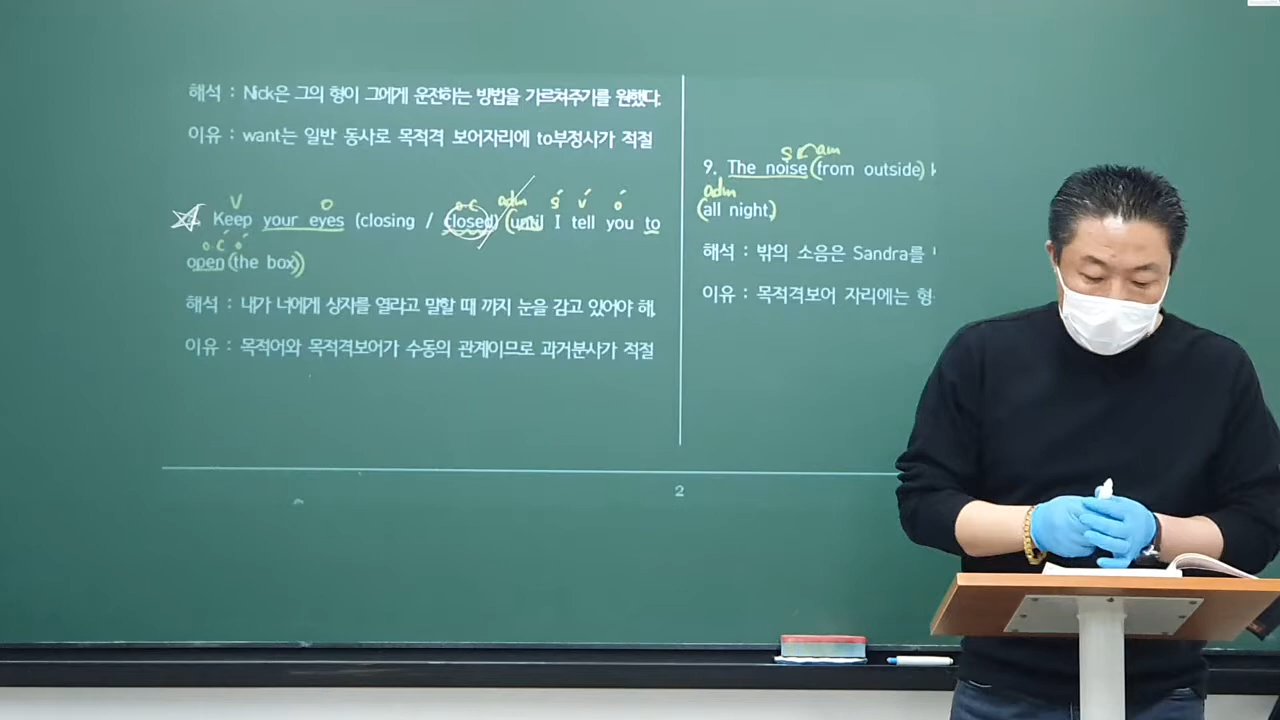 해석 : Nick은 그의 형이 그에게 운전하는 방법을 가르쳐주기를 원했다.
이유 : want는 일반 동사로 목적격 보어자리에 to부정사가 적절
V O O.C adm S' V' O'
Keep your eyes (closing / closed) (until I tell you to
O.C' O'
open (the box))
해석 : 내가 너에게 상자를 열라고 말할 때 까지 눈을 감고 있어야 해.
이유 : 목적어와 목적격보어가 수동의 관계이므로 과거분사가 적절
S am
9. The noise (from outside)
adm
(all night)
해석 : 밖의 소음은 Sandra를
이유 : 목적격보어 자리에는 형
2